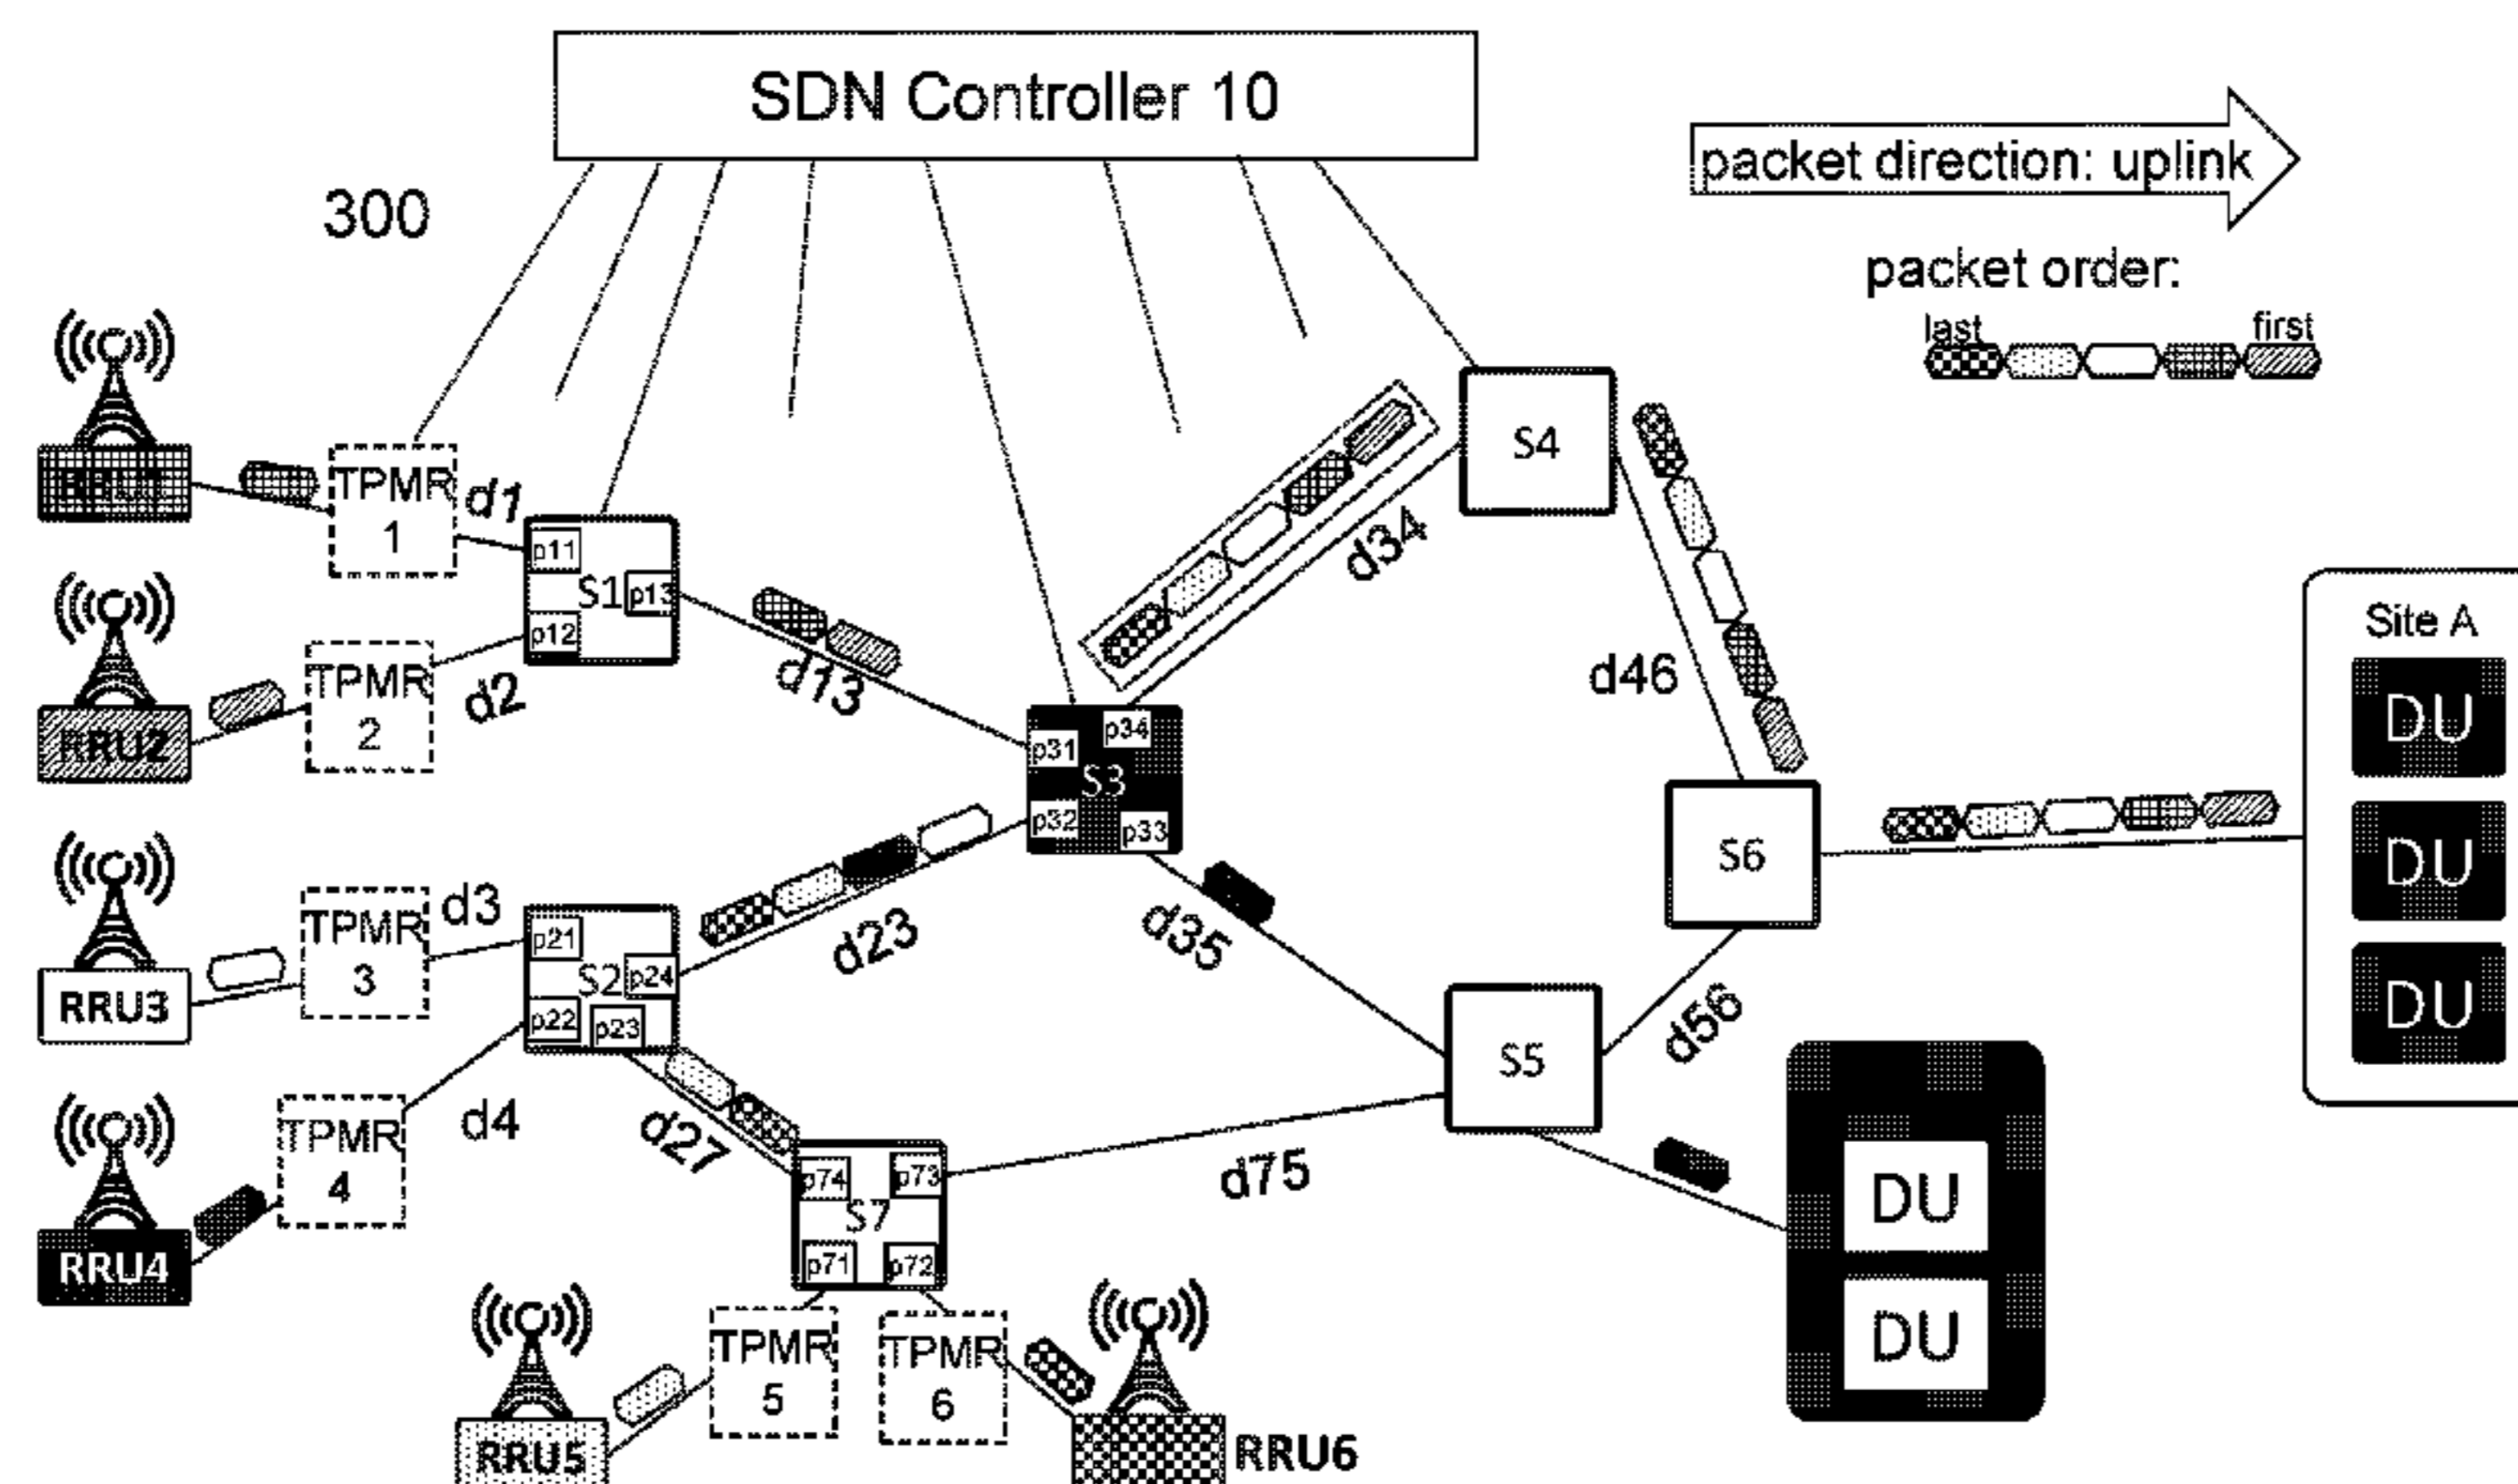 SDN Controller 10
packet direction: uplink
300
packet order:
last
first
RRU1
TPMR
1
d1
p11
S1
p13
p12
d13
d34
S4
d46
Site A
DU
DU
DU
RRU2
TPMR
2
d2
p34
p31
S3
p32
p33
S6
RRU3
TPMR
3
d3
p21
S2
p24
p22
p23
d23
d35
S5
d56
RRU4
TPMR
4
d4
d27
p74
p73
S7
p71
p72
d75
DU
DU
RRU5
TPMR
5
TPMR
6
RRU6